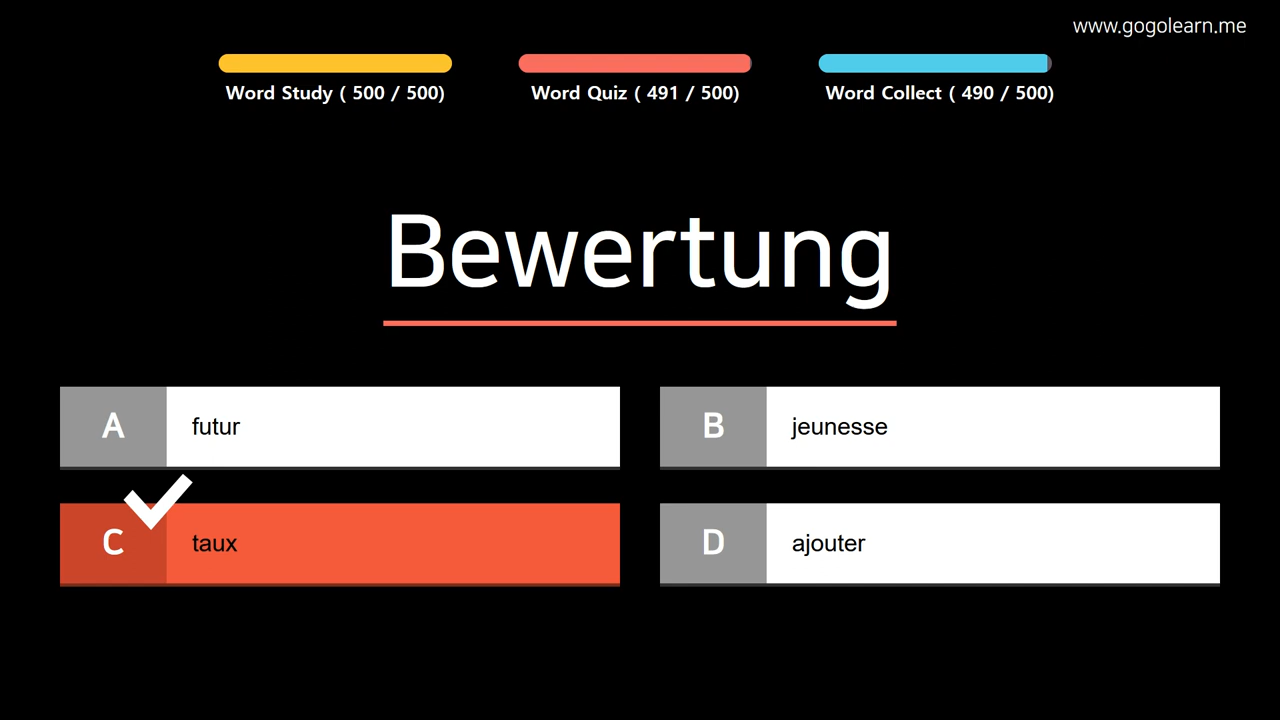 www.gogolearn.me
Word Study ( 500 / 500)
Word Quiz ( 491 / 500)
Word Collect ( 490 / 500)
Bewertung
A futur
B jeunesse
C taux
D ajouter